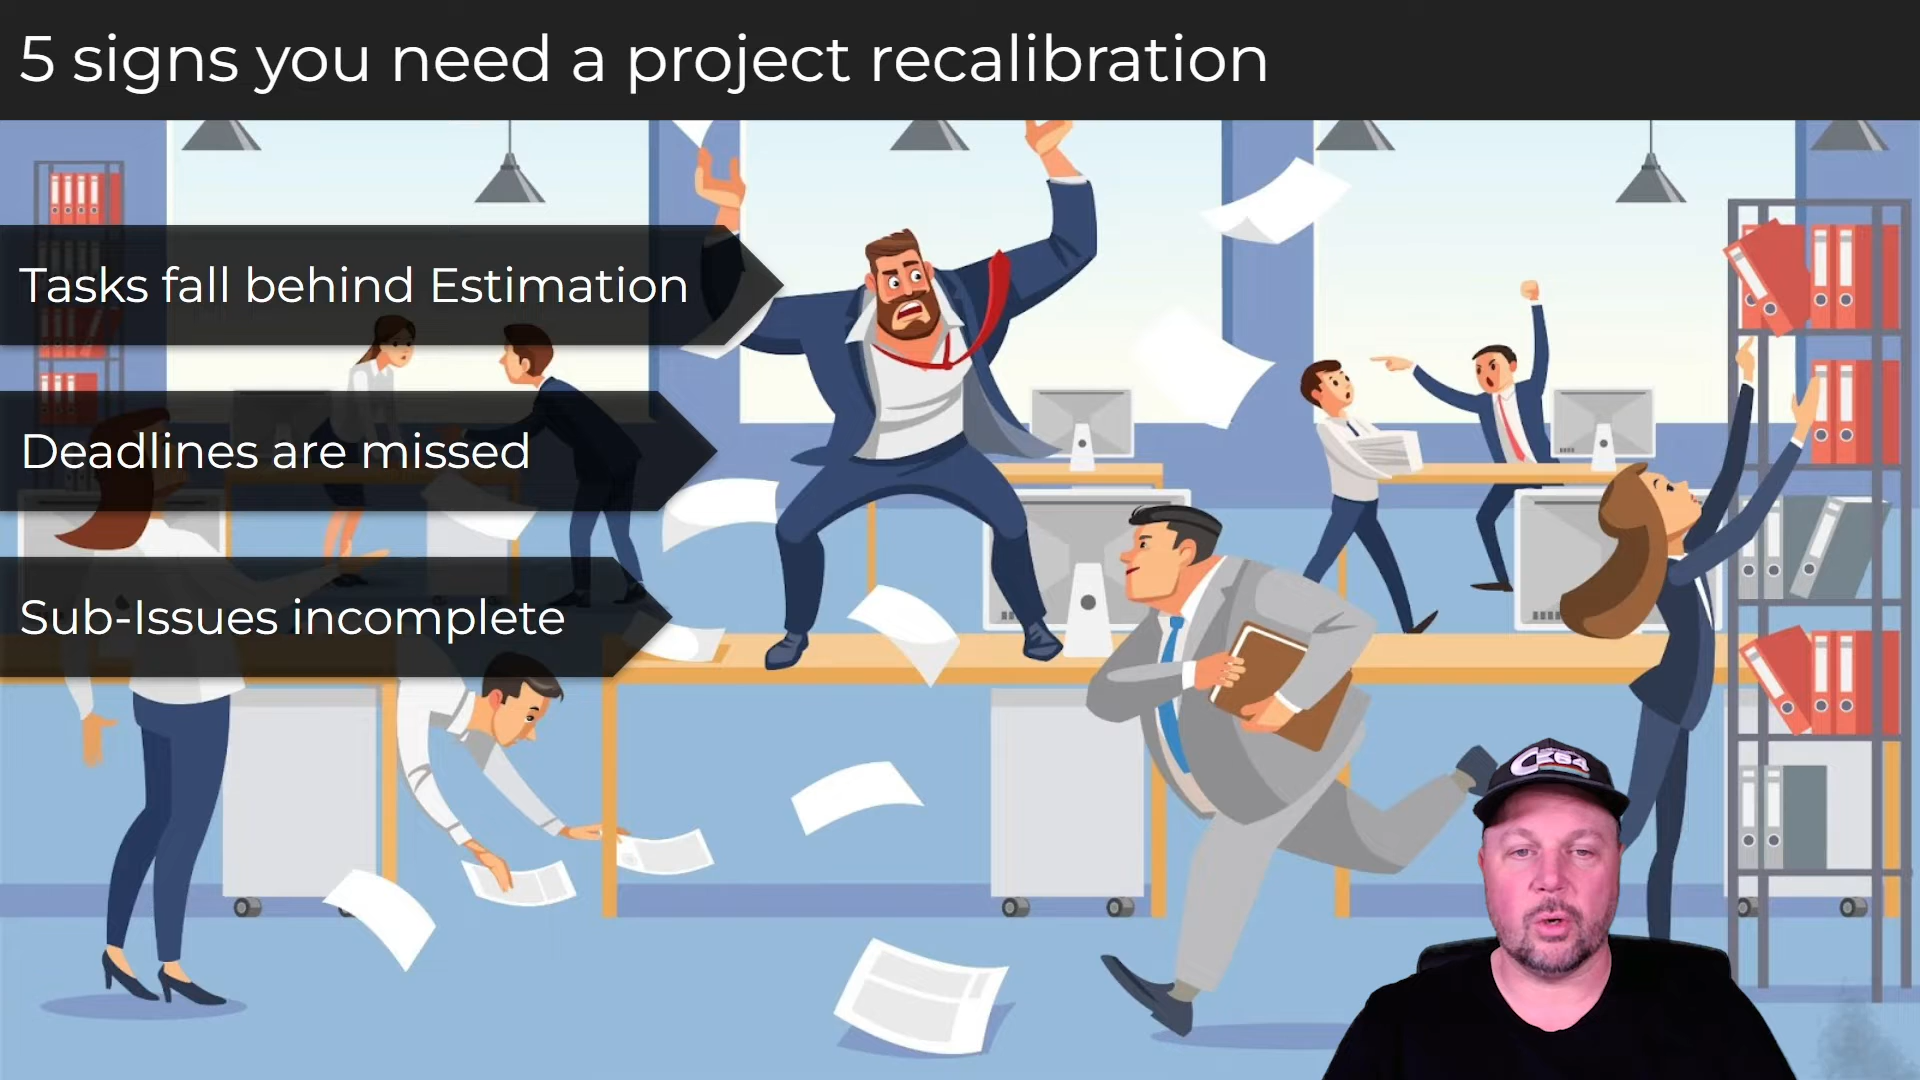 5 signs you need a project recalibration
Tasks fall behind Estimation
Deadlines are missed
Sub-Issues incomplete